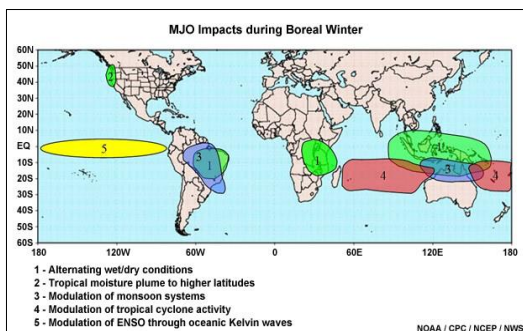 MJO Impacts during Boreal Winter
60N
50N
40N
30N
20N
10N
EQ
10S
20S
30S
40S
50S
60S
2
5
3
1
1
1
4
3
3
180
120W
60W
0
60E
120E
180
1 - Alternating wet/dry conditions
2 - Tropical moisture plume to higher latitudes
3 - Modulation of monsoon systems
4 - Modulation of tropical cyclone activity
5 - Modulation of ENSO through oceanic Kelvin waves
NOAA / CPC / NCEP / NWS